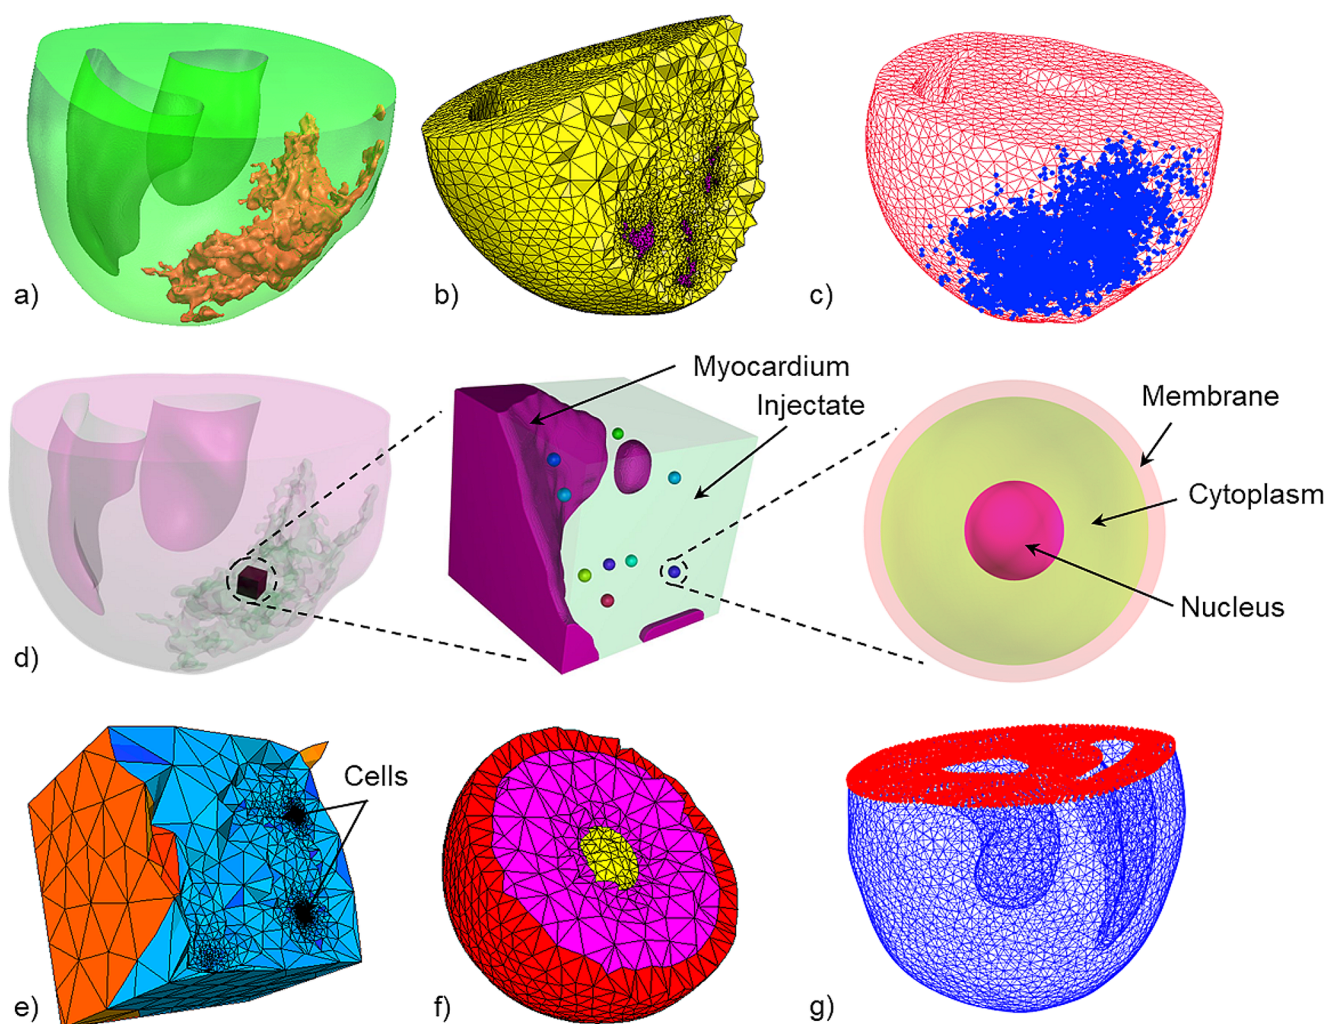 a)
b)
c)
Myocardium
Injectate
Membrane
Cytoplasm
Nucleus
d)
Cells
e)
f)
g)